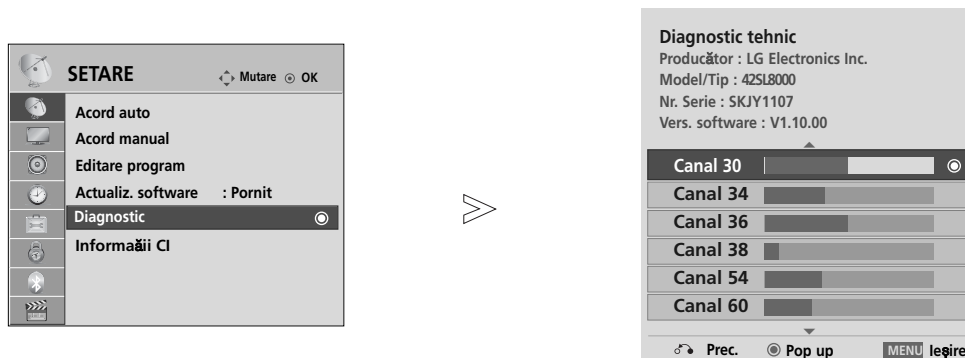 SETARE Mutare OK
Acord auto
Acord manual
Editare program
Actualiz. software : Pornit
Diagnostic
Informaăii CI
Diagnostic tehnic
Producător : LG Electronics Inc.
Model/Tip : 42SL8000
Nr. Serie : SKJY1107
Vers. software : V1.10.00
Canal 30
Canal 34
Canal 36
Canal 38
Canal 54
Canal 60
Prec. Pop up MENU Ieşire